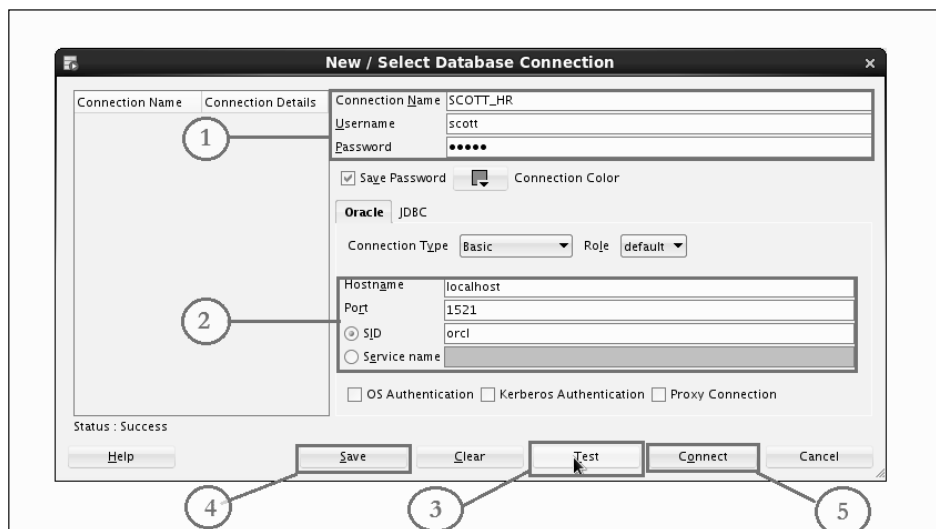 New / Select Database Connection
Connection Name Connection Details
Connection Name SCOTT_HR
Username scott
Password •••••
1
Save Password Connection Color
Oracle JDBC
Connection Type Basic Role default
Hostname localhost
Port 1521
2
SID orcl
Service name
OS Authentication Kerberos Authentication Proxy Connection
Status : Success
Help Save Clear Test Connect Cancel
4 3 5